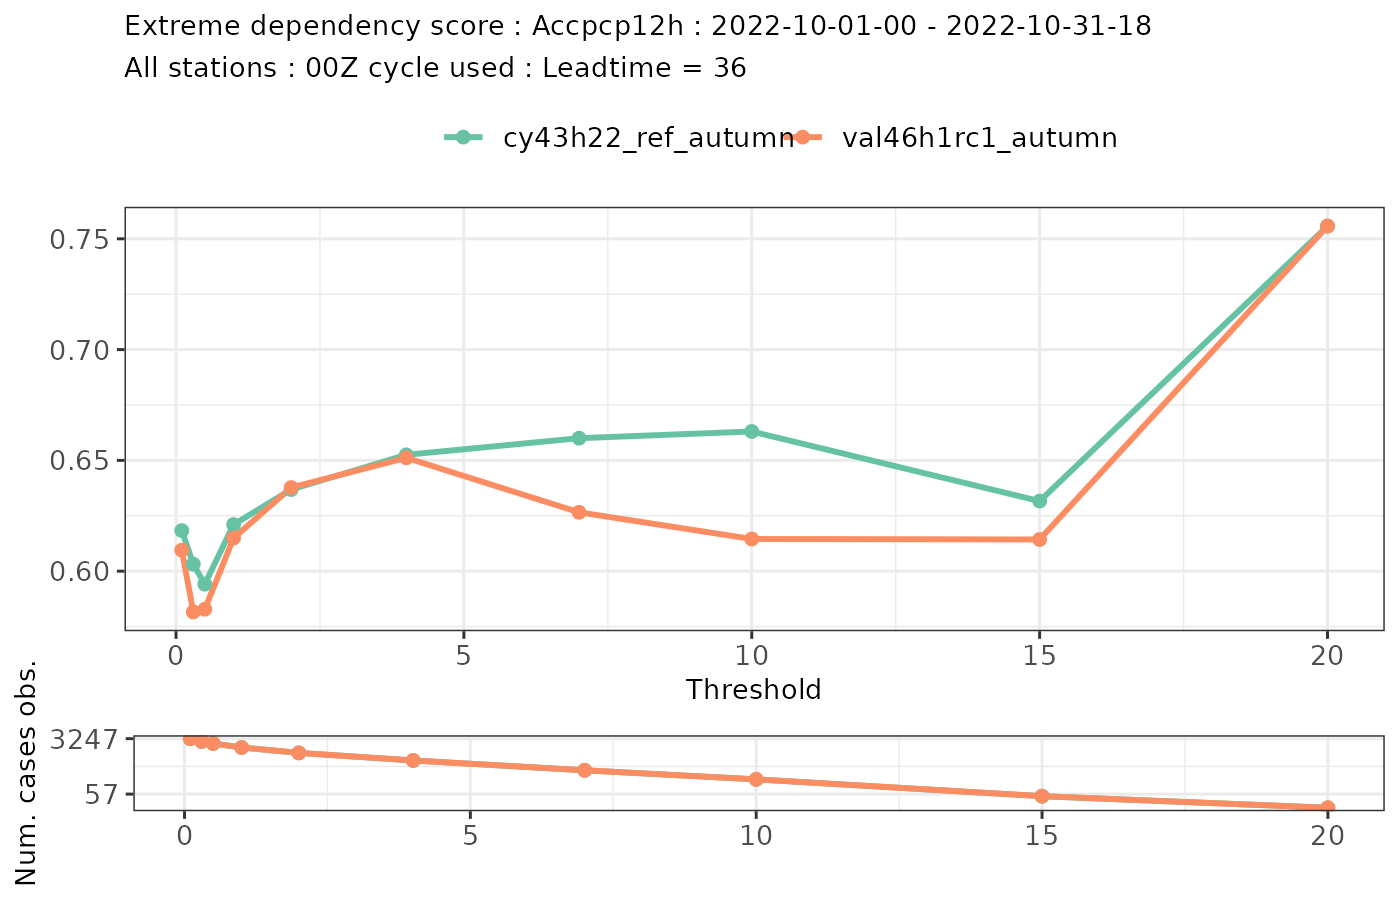 Extreme dependency score : Accpcp12h : 2022-10-01-00 - 2022-10-31-18
All stations : 00Z cycle used : Leadtime = 36
cy43h22_ref_autumn val46h1rc1_autumn
0.75
0.70
0.65
0.60
0 5 10 15 20
Threshold
Num. cases obs.
3247
57
0 5 10 15 20